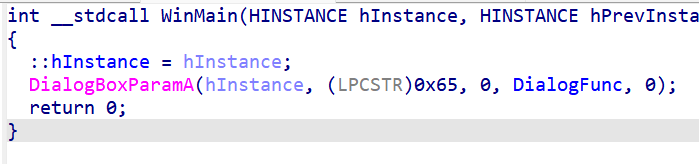 int __stdcall WinMain(HINSTANCE hInstance, HINSTANCE hPrevInsta
{
::hInstance = hInstance;
DialogBoxParamA(hInstance, (LPCSTR)0x65, 0, DialogFunc, 0);
return 0;
}